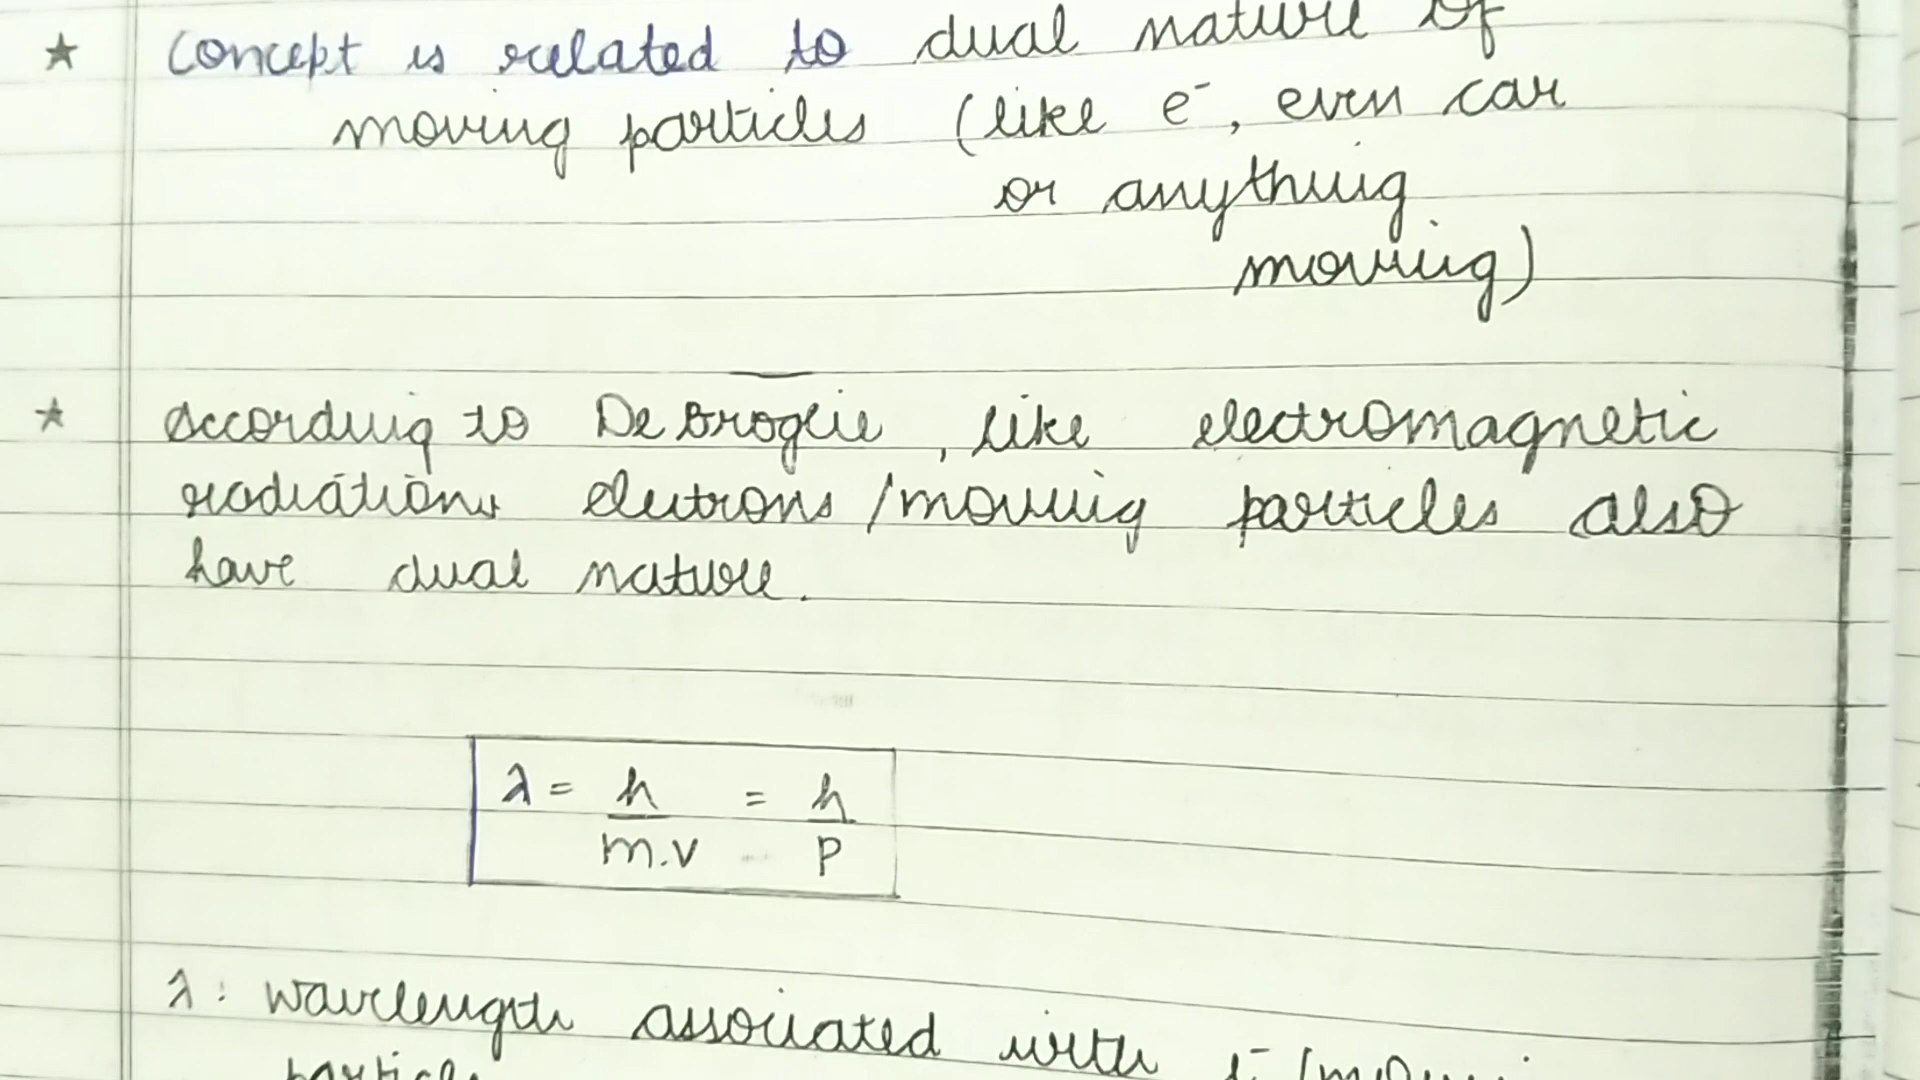 ★ Concept is related to dual nature of
moving particles (like e⁻, even car
or anything
moving)
★ According to De Broglie, like electromagnetic
radiations electrons/moving particles also
have dual nature.
λ = h/m.v = h/p
λ: wavelength associated with e⁻
particle